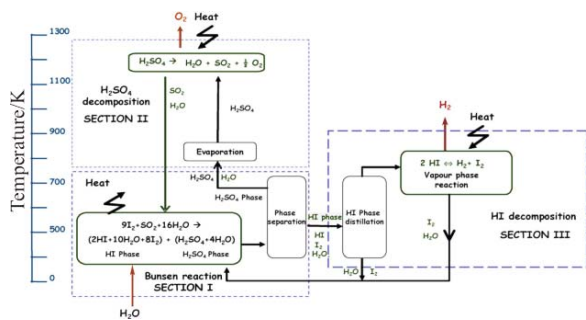 Temperature/K
1300
1100
900
700
500
300
0
O₂
Heat
H₂SO₄ → H₂O + SO₂ + ½ O₂
H₂SO₄
decomposition
SECTION II
SO₂
H₂O
H₂SO₄
Evaporation
H₂SO₄ H₂O
H₂SO₄ Phase
Heat
9I₂+SO₂+16H₂O →
(2HI+10H₂O+8I₂) + (H₂SO₄+4H₂O)
HI Phase H₂SO₄ Phase
Bunsen reaction
SECTION I
H₂O
Phase
separation
HI phase
HI
I₂
H₂O
HI Phase
distillation
H₂O I₂
H₂
Heat
2 HI ⇔ H₂+ I₂
Vapour phase
reaction
I₂
H₂O
HI decomposition
SECTION III